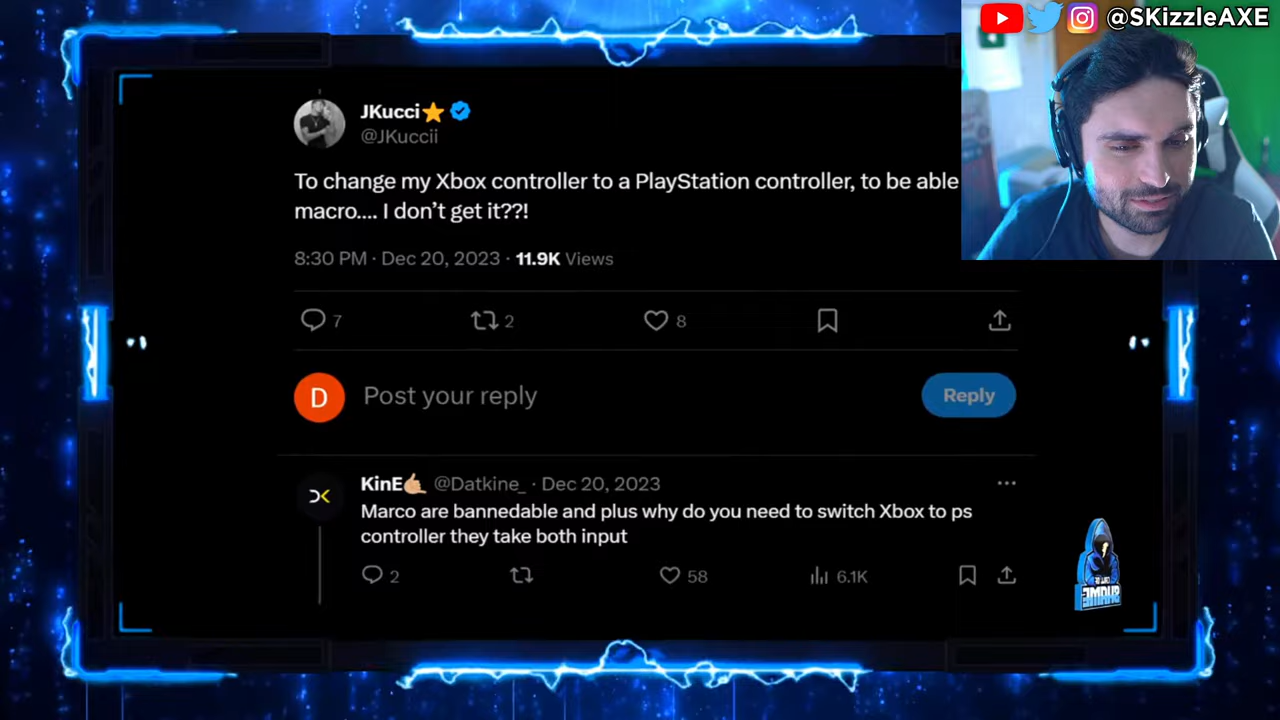 @SKizzleAXE
JKucci
@JKuccii
To change my Xbox controller to a PlayStation controller, to be able
macro.... I don’t get it??!
8:30 PM · Dec 20, 2023 · 11.9K Views
7 2 8
D Post your reply Reply
KinE @Datkine_ · Dec 20, 2023
Marco are bannedable and plus why do you need to switch Xbox to ps
controller they take both input
2 58 6.1K